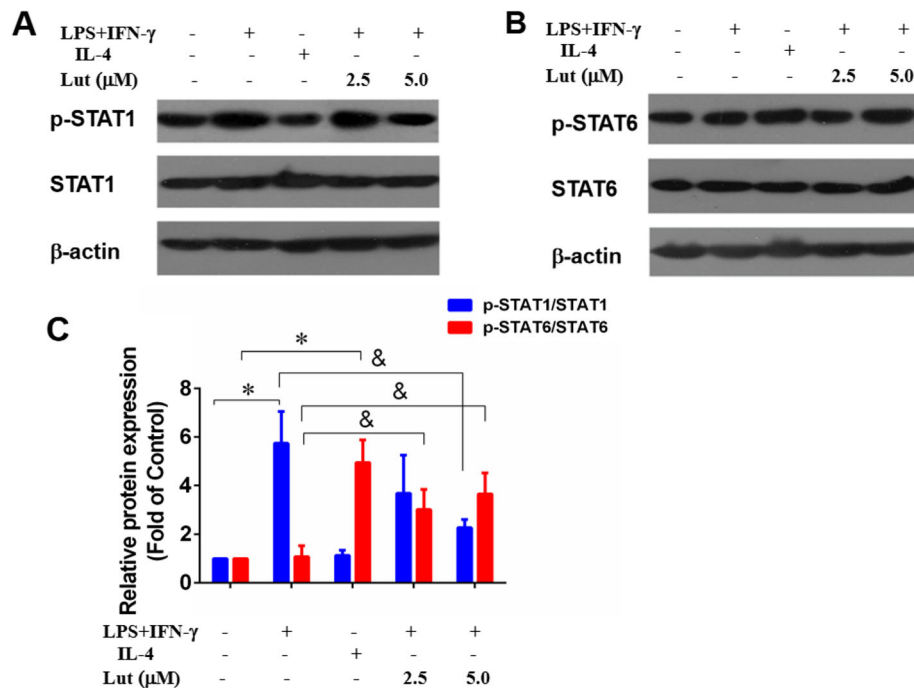 A
LPS+IFN-γ - + - + +
IL-4 - - + - -
Lut (μM) - - - 2.5 5.0
p-STAT1
STAT1
β-actin
B
LPS+IFN-γ - + - + +
IL-4 - - + - -
Lut (μM) - - - 2.5 5.0
p-STAT6
STAT6
β-actin
C
p-STAT1/STAT1
p-STAT6/STAT6
*
&
*
&
&
Relative protein expression
(Fold of Control)
8
6
4
2
0
LPS+IFN-γ - + - + +
IL-4 - - + - -
Lut (μM) - - - 2.5 5.0